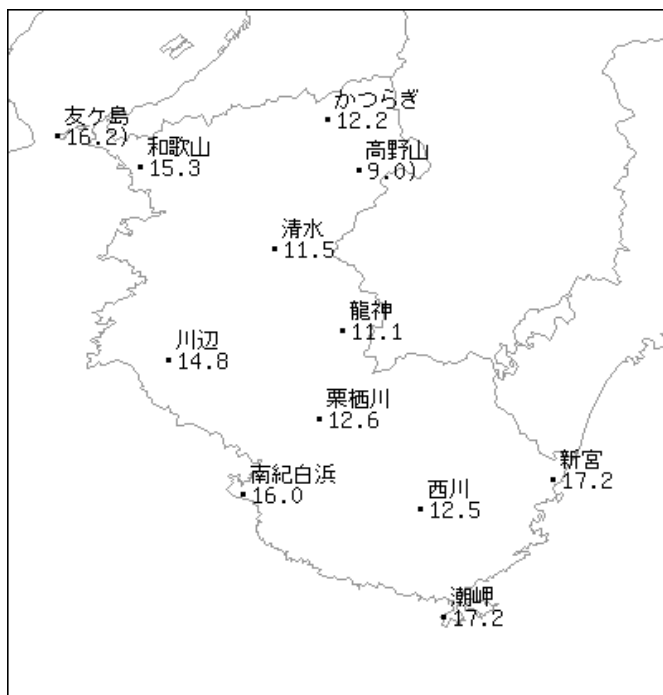 かつらぎ
12.2
友ケ島
16.2)
和歌山
15.3
高野山
9.0)
清水
11.5
龍神
11.1
川辺
14.8
栗栖川
12.6
新宮
17.2
南紀白浜
16.0
西川
12.5
潮岬
17.2